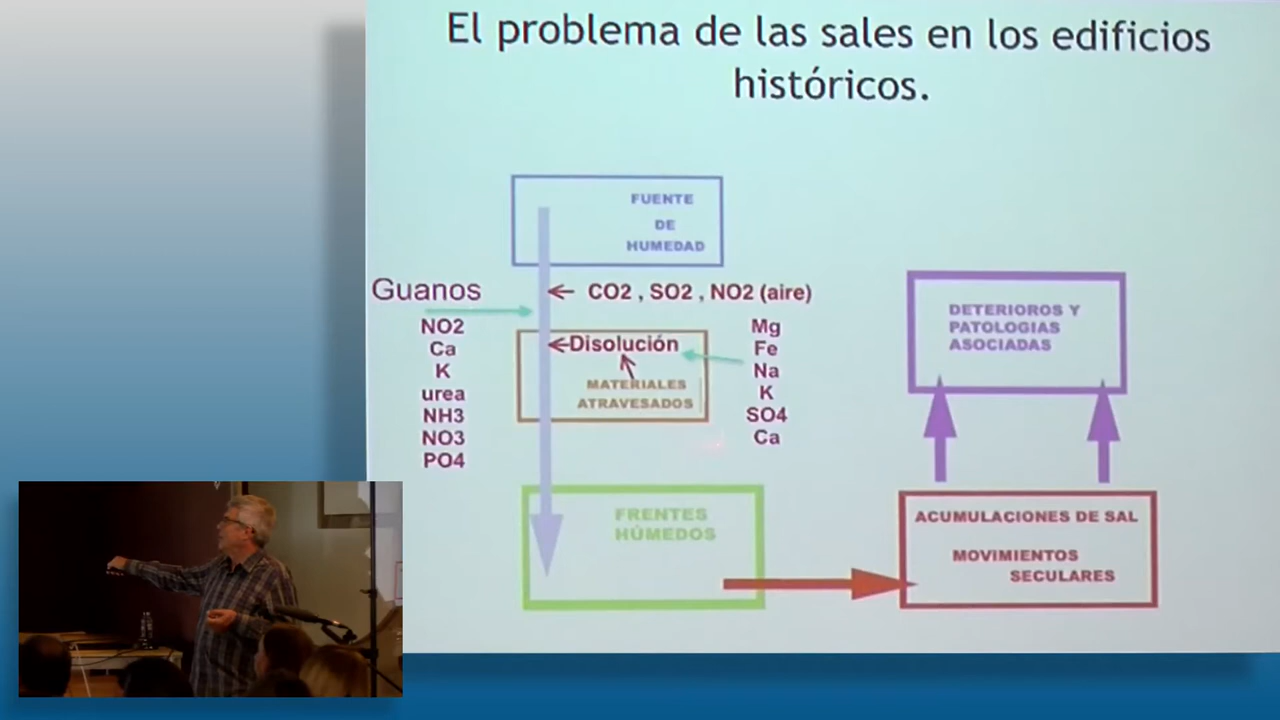 El problema de las sales en los edificios
históricos.
FUENTE
DE
HUMEDAD
Guanos
CO2 , SO2 , NO2 (aire)
NO2
Ca
K
urea
NH3
NO3
PO4
Disolución
MATERIALES
ATRAVESADOS
Mg
Fe
Na
K
SO4
Ca
FRENTES
HÚMEDOS
DETERIOROS Y
PATOLOGIAS
ASOCIADAS
ACUMULACIONES DE SAL
MOVIMIENTOS
SECULARES